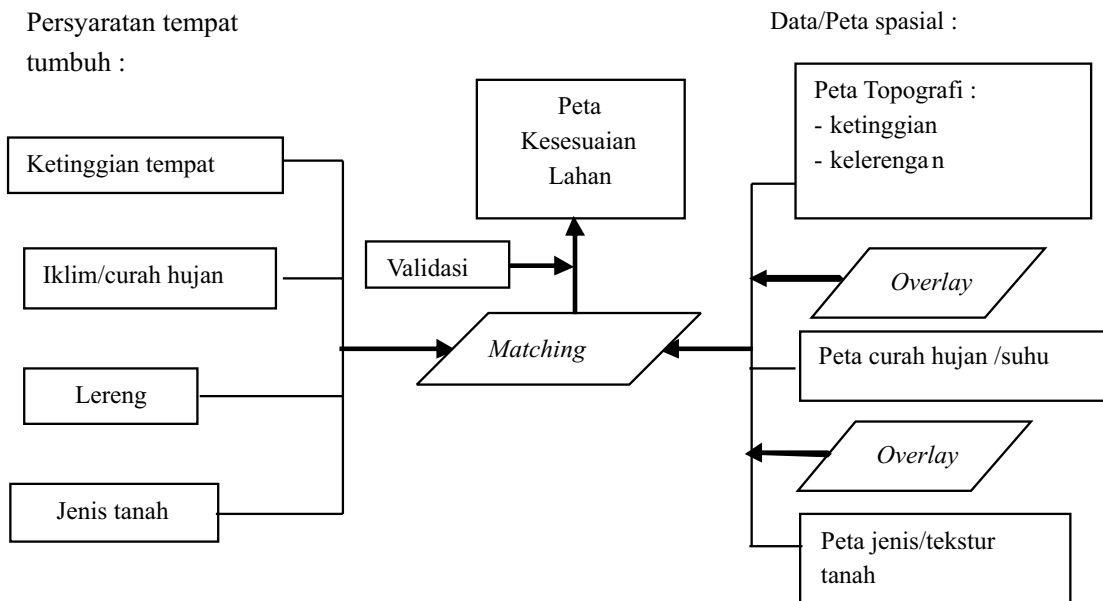 Persyaratan tempat
tumbuh :
Ketinggian tempat
Iklim/curah hujan
Lereng
Jenis tanah
Peta
Kesesuaian
Lahan
Validasi
Matching
Data/Peta spasial :
Peta Topografi :
- ketinggian
- kelerengan
Overlay
Peta curah hujan /suhu
Overlay
Peta jenis/tekstur
tanah